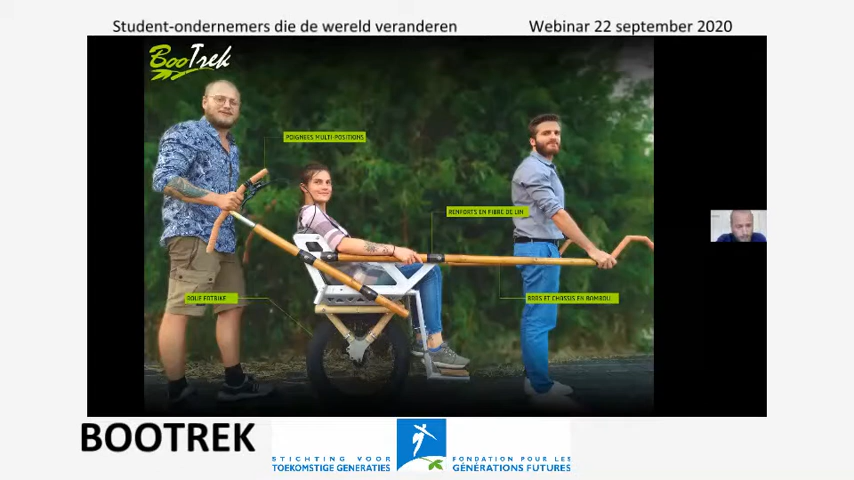 Student-ondernemers die de wereld veranderen Webinar 22 september 2020
BooTrek
POIGNEES MULTI-POSITIONS
RENFORTS EN FIBRE DE LIN
ROUE FATBIKE
BRAS ET CHASSIS EN BAMBOU
BOOTREK
STICHTING VOOR
TOEKOMSTIGE GENERATIES
FONDATION POUR LES
GÉNÉRATIONS FUTURES